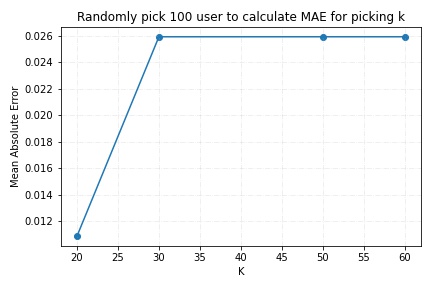 Randomly pick 100 user to calculate MAE for picking k
0.026
0.024
0.022
0.020
0.018
0.016
0.014
0.012
Mean Absolute Error
20 25 30 35 40 45 50 55 60
K